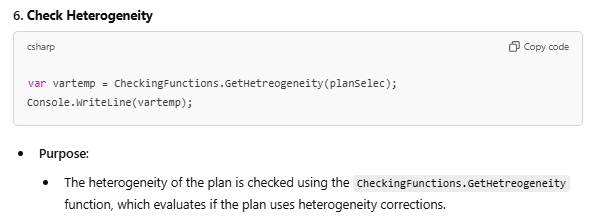 6. Check Heterogeneity
csharp Copy code
var vartemp = CheckingFunctions.GetHetreogeneity(planSelec);
Console.WriteLine(vartemp);
• Purpose:
• The heterogeneity of the plan is checked using the CheckingFunctions.GetHetreogeneity
function, which evaluates if the plan uses heterogeneity corrections.